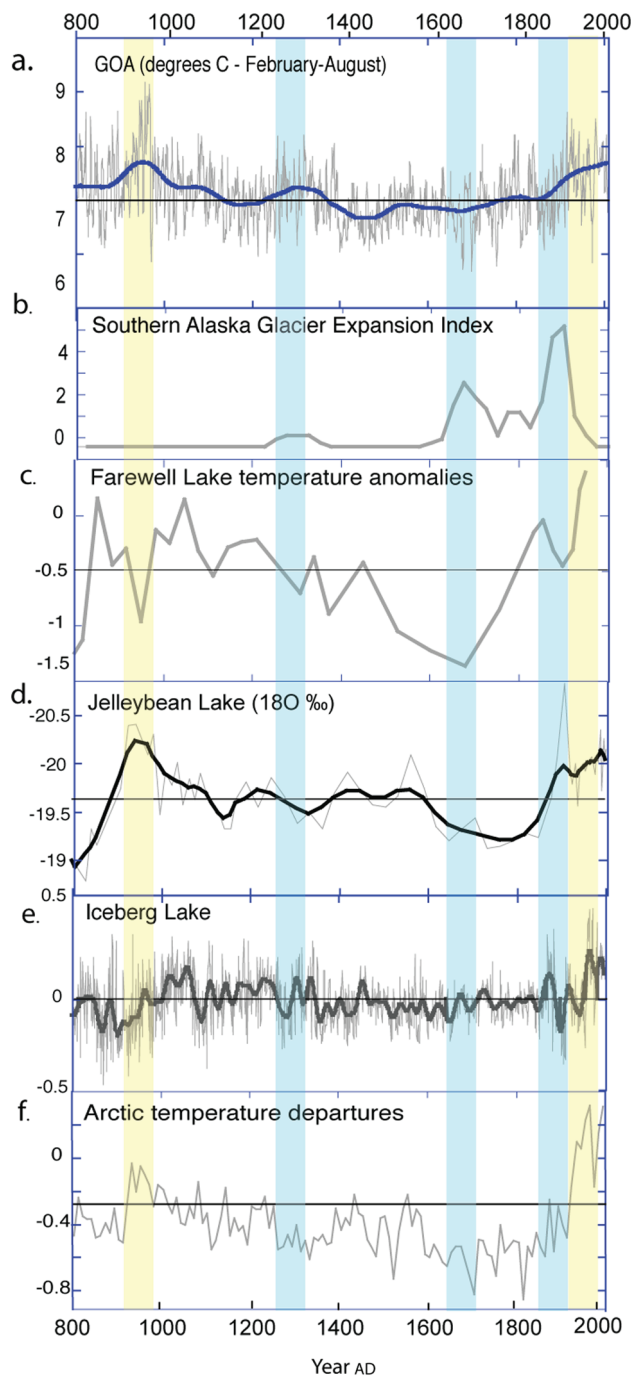 800 1000 1200 1400 1600 1800 2000
a.
GOA (degrees C - February-August)
9
8
7
6
b.
Southern Alaska Glacier Expansion Index
4
2
0
c.
Farewell Lake temperature anomalies
0
-0.5
-1
-1.5
d.
Jelleybean Lake (18O ‰)
-20.5
-20
-19.5
-19
0.5
e.
Iceberg Lake
0
-0.5
f.
Arctic temperature departures
0
-0.4
-0.8
800 1000 1200 1400 1600 1800 2000
Year AD